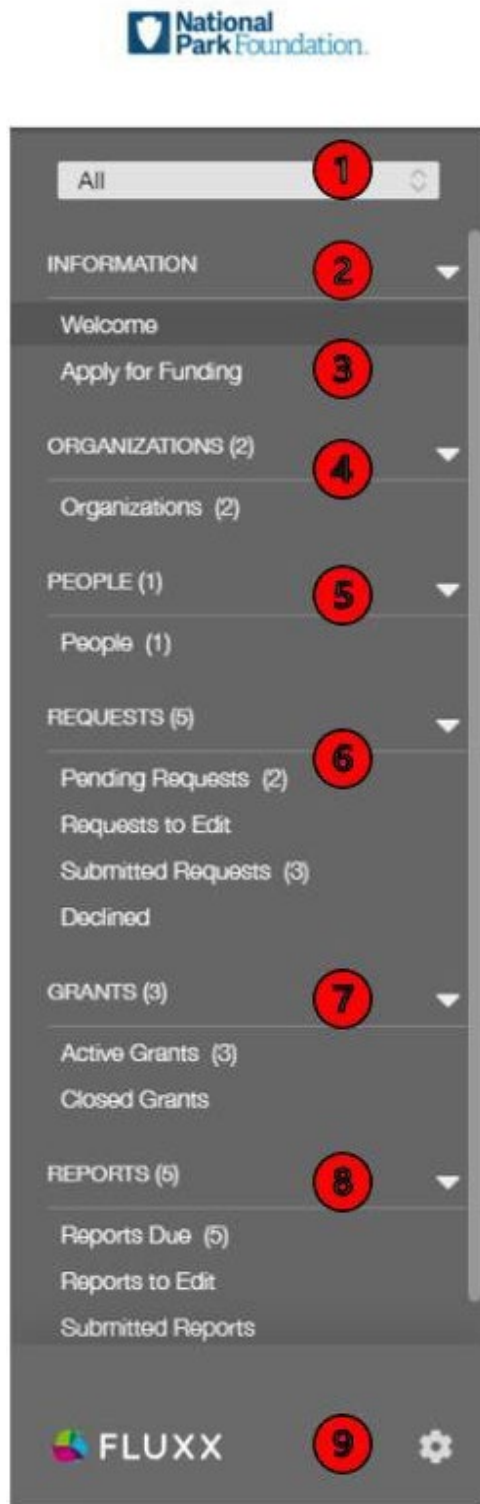 National
Park Foundation.
All 1
INFORMATION 2
Welcome
Apply for Funding 3
ORGANIZATIONS (2) 4
Organizations (2)
PEOPLE (1) 5
People (1)
REQUESTS (5) 6
Pending Requests (2)
Requests to Edit
Submitted Requests (3)
Declined
GRANTS (3) 7
Active Grants (3)
Closed Grants
REPORTS (5) 8
Reports Due (5)
Reports to Edit
Submitted Reports
FLUXX 9